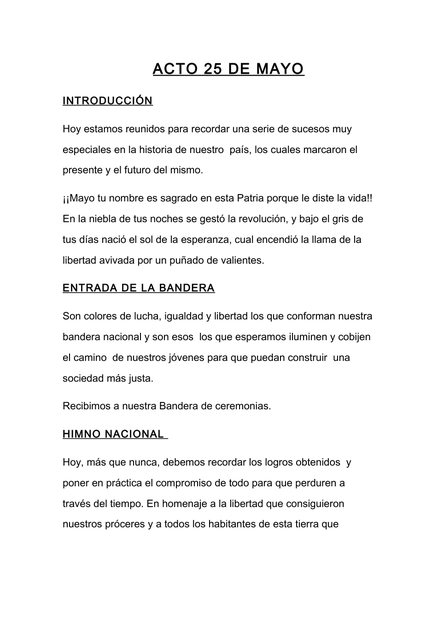 ACTO 25 DE MAYO
INTRODUCCIÓN
Hoy estamos reunidos para recordar una serie de sucesos muy
especiales en la historia de nuestro  país, los cuales marcaron el
presente y el futuro del mismo.
¡¡Mayo tu nombre es sagrado en esta Patria porque le diste la vida!!
En la niebla de tus noches se gestó la revolución, y bajo el gris de
tus días nació el sol de la esperanza, cual encendió la llama de la
libertad avivada por un puñado de valientes.
ENTRADA DE LA BANDERA
Son colores de lucha, igualdad y libertad los que conforman nuestra
bandera nacional y son esos  los que esperamos iluminen y cobijen
el camino  de nuestros jóvenes para que puedan construir  una
sociedad más justa.
Recibimos a nuestra Bandera de ceremonias.
HIMNO NACIONAL
Hoy, más que nunca, debemos recordar los logros obtenidos  y
poner en práctica el compromiso de todo para que perduren a
través del tiempo. En homenaje a la libertad que consiguieron
nuestros próceres y a todos los habitantes de esta tierra que